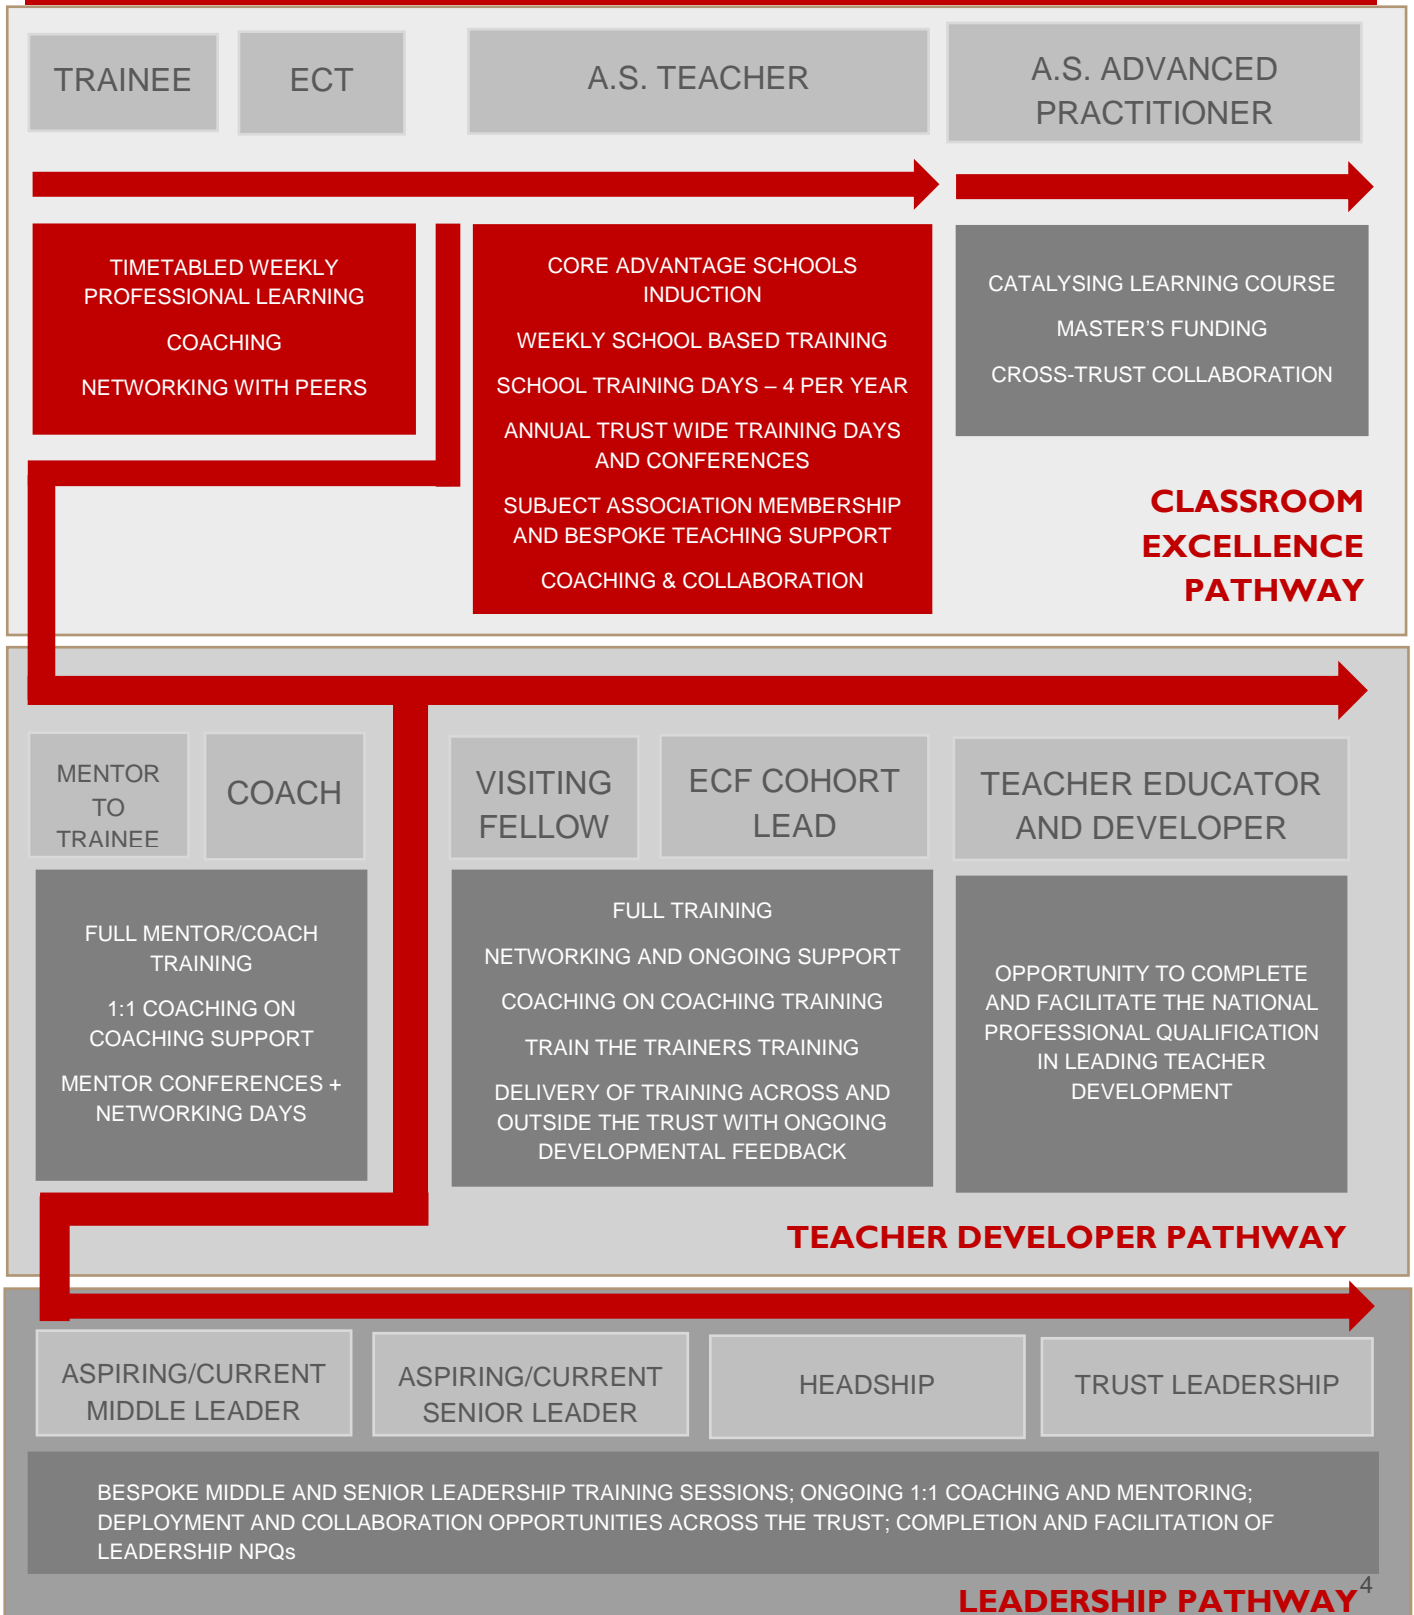 TRAINEE
ECT
A.S. TEACHER
A.S. ADVANCED
PRACTITIONER
TIMETABLED WEEKLY
PROFESSIONAL LEARNING
COACHING
NETWORKING WITH PEERS
CORE ADVANTAGE SCHOOLS
INDUCTION
WEEKLY SCHOOL BASED TRAINING
SCHOOL TRAINING DAYS – 4 PER YEAR
ANNUAL TRUST WIDE TRAINING DAYS
AND CONFERENCES
SUBJECT ASSOCIATION MEMBERSHIP
AND BESPOKE TEACHING SUPPORT
COACHING & COLLABORATION
CATALYSING LEARNING COURSE
MASTER'S FUNDING
CROSS-TRUST COLLABORATION
CLASSROOM
EXCELLENCE
PATHWAY
MENTOR
TO
TRAINEE
COACH
VISITING
FELLOW
ECF COHORT
LEAD
TEACHER EDUCATOR
AND DEVELOPER
FULL MENTOR/COACH
TRAINING
1:1 COACHING ON
COACHING SUPPORT
MENTOR CONFERENCES +
NETWORKING DAYS
FULL TRAINING
NETWORKING AND ONGOING SUPPORT
COACHING ON COACHING TRAINING
TRAIN THE TRAINERS TRAINING
DELIVERY OF TRAINING ACROSS AND
OUTSIDE THE TRUST WITH ONGOING
DEVELOPMENTAL FEEDBACK
OPPORTUNITY TO COMPLETE
AND FACILITATE THE NATIONAL
PROFESSIONAL QUALIFICATION
IN LEADING TEACHER
DEVELOPMENT
TEACHER DEVELOPER PATHWAY
ASPIRING/CURRENT
MIDDLE LEADER
ASPIRING/CURRENT
SENIOR LEADER
HEADSHIP
TRUST LEADERSHIP
BESPOKE MIDDLE AND SENIOR LEADERSHIP TRAINING SESSIONS; ONGOING 1:1 COACHING AND MENTORING;
DEPLOYMENT AND COLLABORATION OPPORTUNITIES ACROSS THE TRUST; COMPLETION AND FACILITATION OF
LEADERSHIP NPQs
LEADERSHIP PATHWAY
4